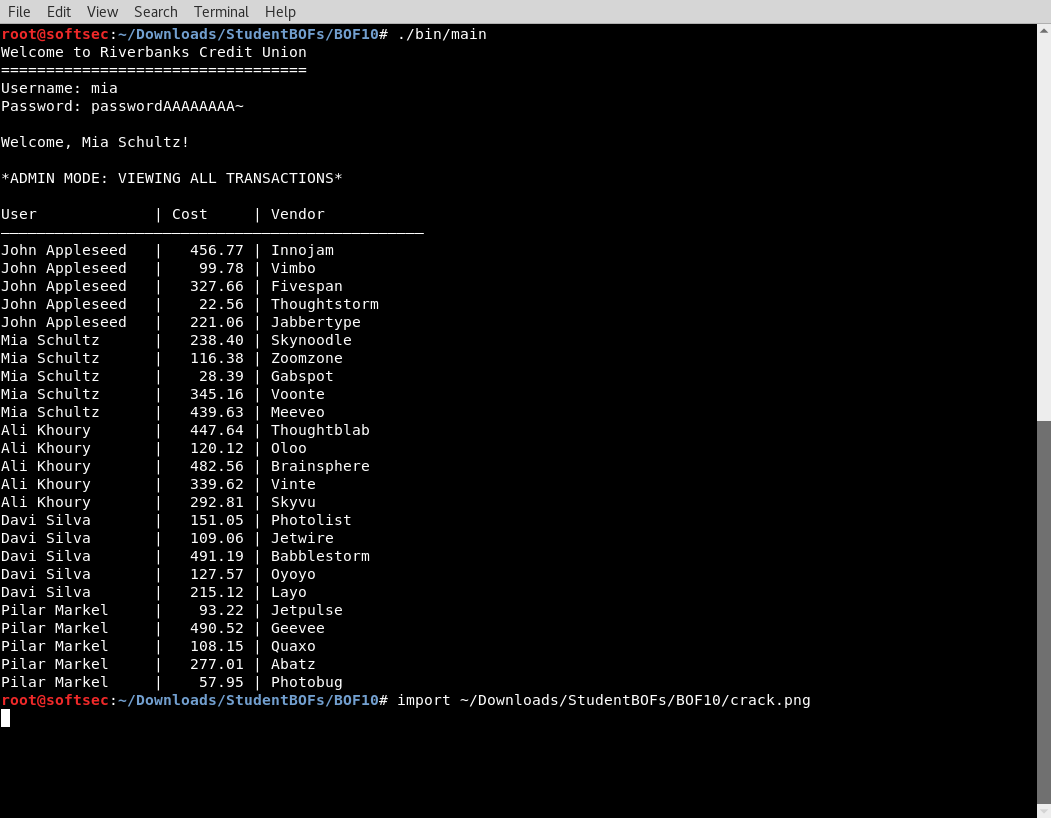 File Edit View Search Terminal Help
root@softsec:~/Downloads/StudentBOFs/BOF10# ./bin/main
Welcome to Riverbanks Credit Union
==================================
Username: mia
Password: passwordAAAAAAAA~
Welcome, Mia Schultz!
*ADMIN MODE: VIEWING ALL TRANSACTIONS*
User | Cost | Vendor
John Appleseed | 456.77 | Innojam
John Appleseed | 99.78 | Vimbo
John Appleseed | 327.66 | Fivespan
John Appleseed | 22.56 | Thoughtstorm
John Appleseed | 221.06 | Jabbertype
Mia Schultz | 238.40 | Skynoodle
Mia Schultz | 116.38 | Zoomzone
Mia Schultz | 28.39 | Gabspot
Mia Schultz | 345.16 | Voonte
Mia Schultz | 439.63 | Meeveo
Ali Khoury | 447.64 | Thoughtblab
Ali Khoury | 120.12 | Oloo
Ali Khoury | 482.56 | Brainsphere
Ali Khoury | 339.62 | Vinte
Ali Khoury | 292.81 | Skyvu
Davi Silva | 151.05 | Photolist
Davi Silva | 109.06 | Jetwire
Davi Silva | 491.19 | Babblestorm
Davi Silva | 127.57 | Oyoyo
Davi Silva | 215.12 | Layo
Pilar Markel | 93.22 | Jetpulse
Pilar Markel | 490.52 | Geevee
Pilar Markel | 108.15 | Quaxo
Pilar Markel | 277.01 | Abatz
Pilar Markel | 57.95 | Photobug
root@softsec:~/Downloads/StudentBOFs/BOF10# import ~/Downloads/StudentBOFs/BOF10/crack.png